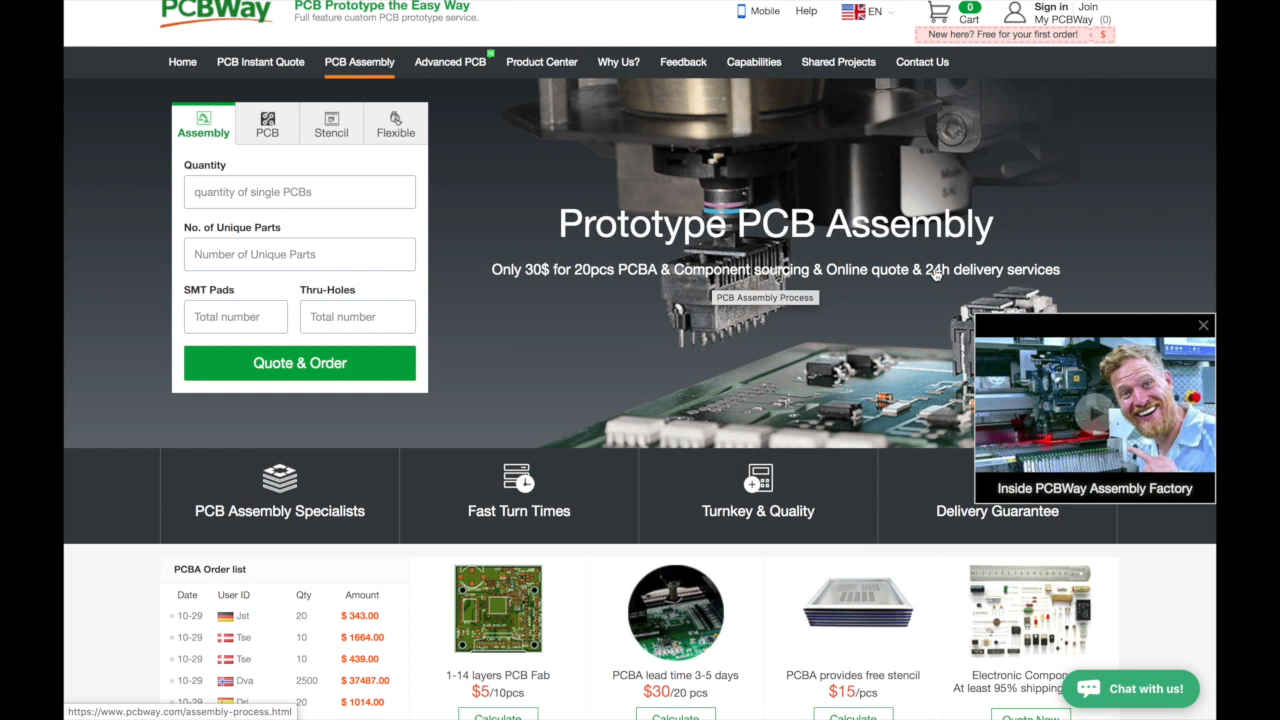 PCBWay
PCB Prototype the Easy Way
Full feature custom PCB prototype service.
Mobile
Help
EN
0
Cart
Sign in
Join
My PCBWay (0)
New here? Free for your first order! $
Home
PCB Instant Quote
PCB Assembly
Advanced PCB
N
Product Center
Why Us?
Feedback
Capabilities
Shared Projects
Contact Us
Assembly
PCB
Stencil
Flexible
Quantity
quantity of single PCBs
No. of Unique Parts
Number of Unique Parts
SMT Pads
Thru-Holes
Total number
Total number
Quote & Order
Prototype PCB Assembly
Only 30$ for 20pcs PCBA & Component sourcing & Online quote & 24h delivery services
PCB Assembly Process
Inside PCBWay Assembly Factory
PCB Assembly Specialists
Fast Turn Times
Turnkey & Quality
Delivery Guarantee
PCBA Order list
Date User ID Qty Amount
10-29 Jst 20 $ 343.00
10-29 Tse 10 $ 1664.00
10-29 Tse 10 $ 439.00
10-29 Dva 2500 $ 37487.00
10-29 Dri 20 $ 1014.00
1-14 layers PCB Fab
$5/10pcs
Calculate
PCBA lead time 3-5 days
$30/20 pcs
Calculate
PCBA provides free stencil
$15/pcs
Calculate
Electronic
At least 95% shipping
Quote Now
Chat with us!
https://www.pcbway.com/assembly-process.html